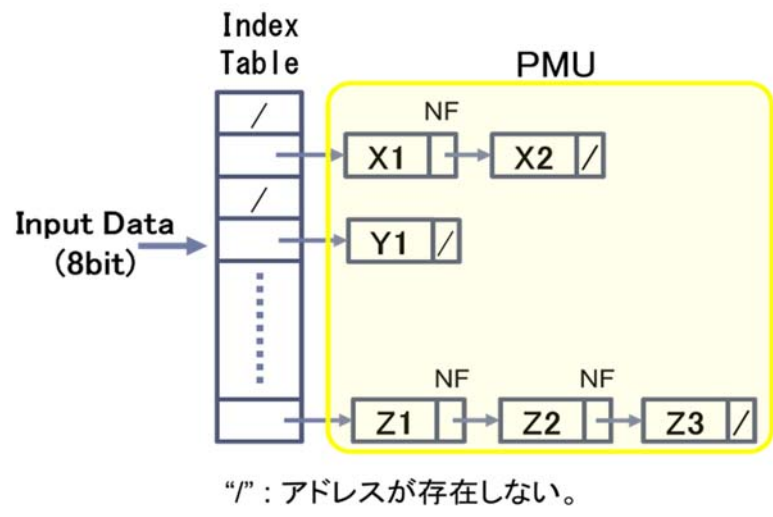 Index
Table
PMU
/
NF
X1
X2
/
/
Input Data
(8bit)
Y1
/
NF
NF
Z1
Z2
Z3
/
“/” : アドレスが存在しない。